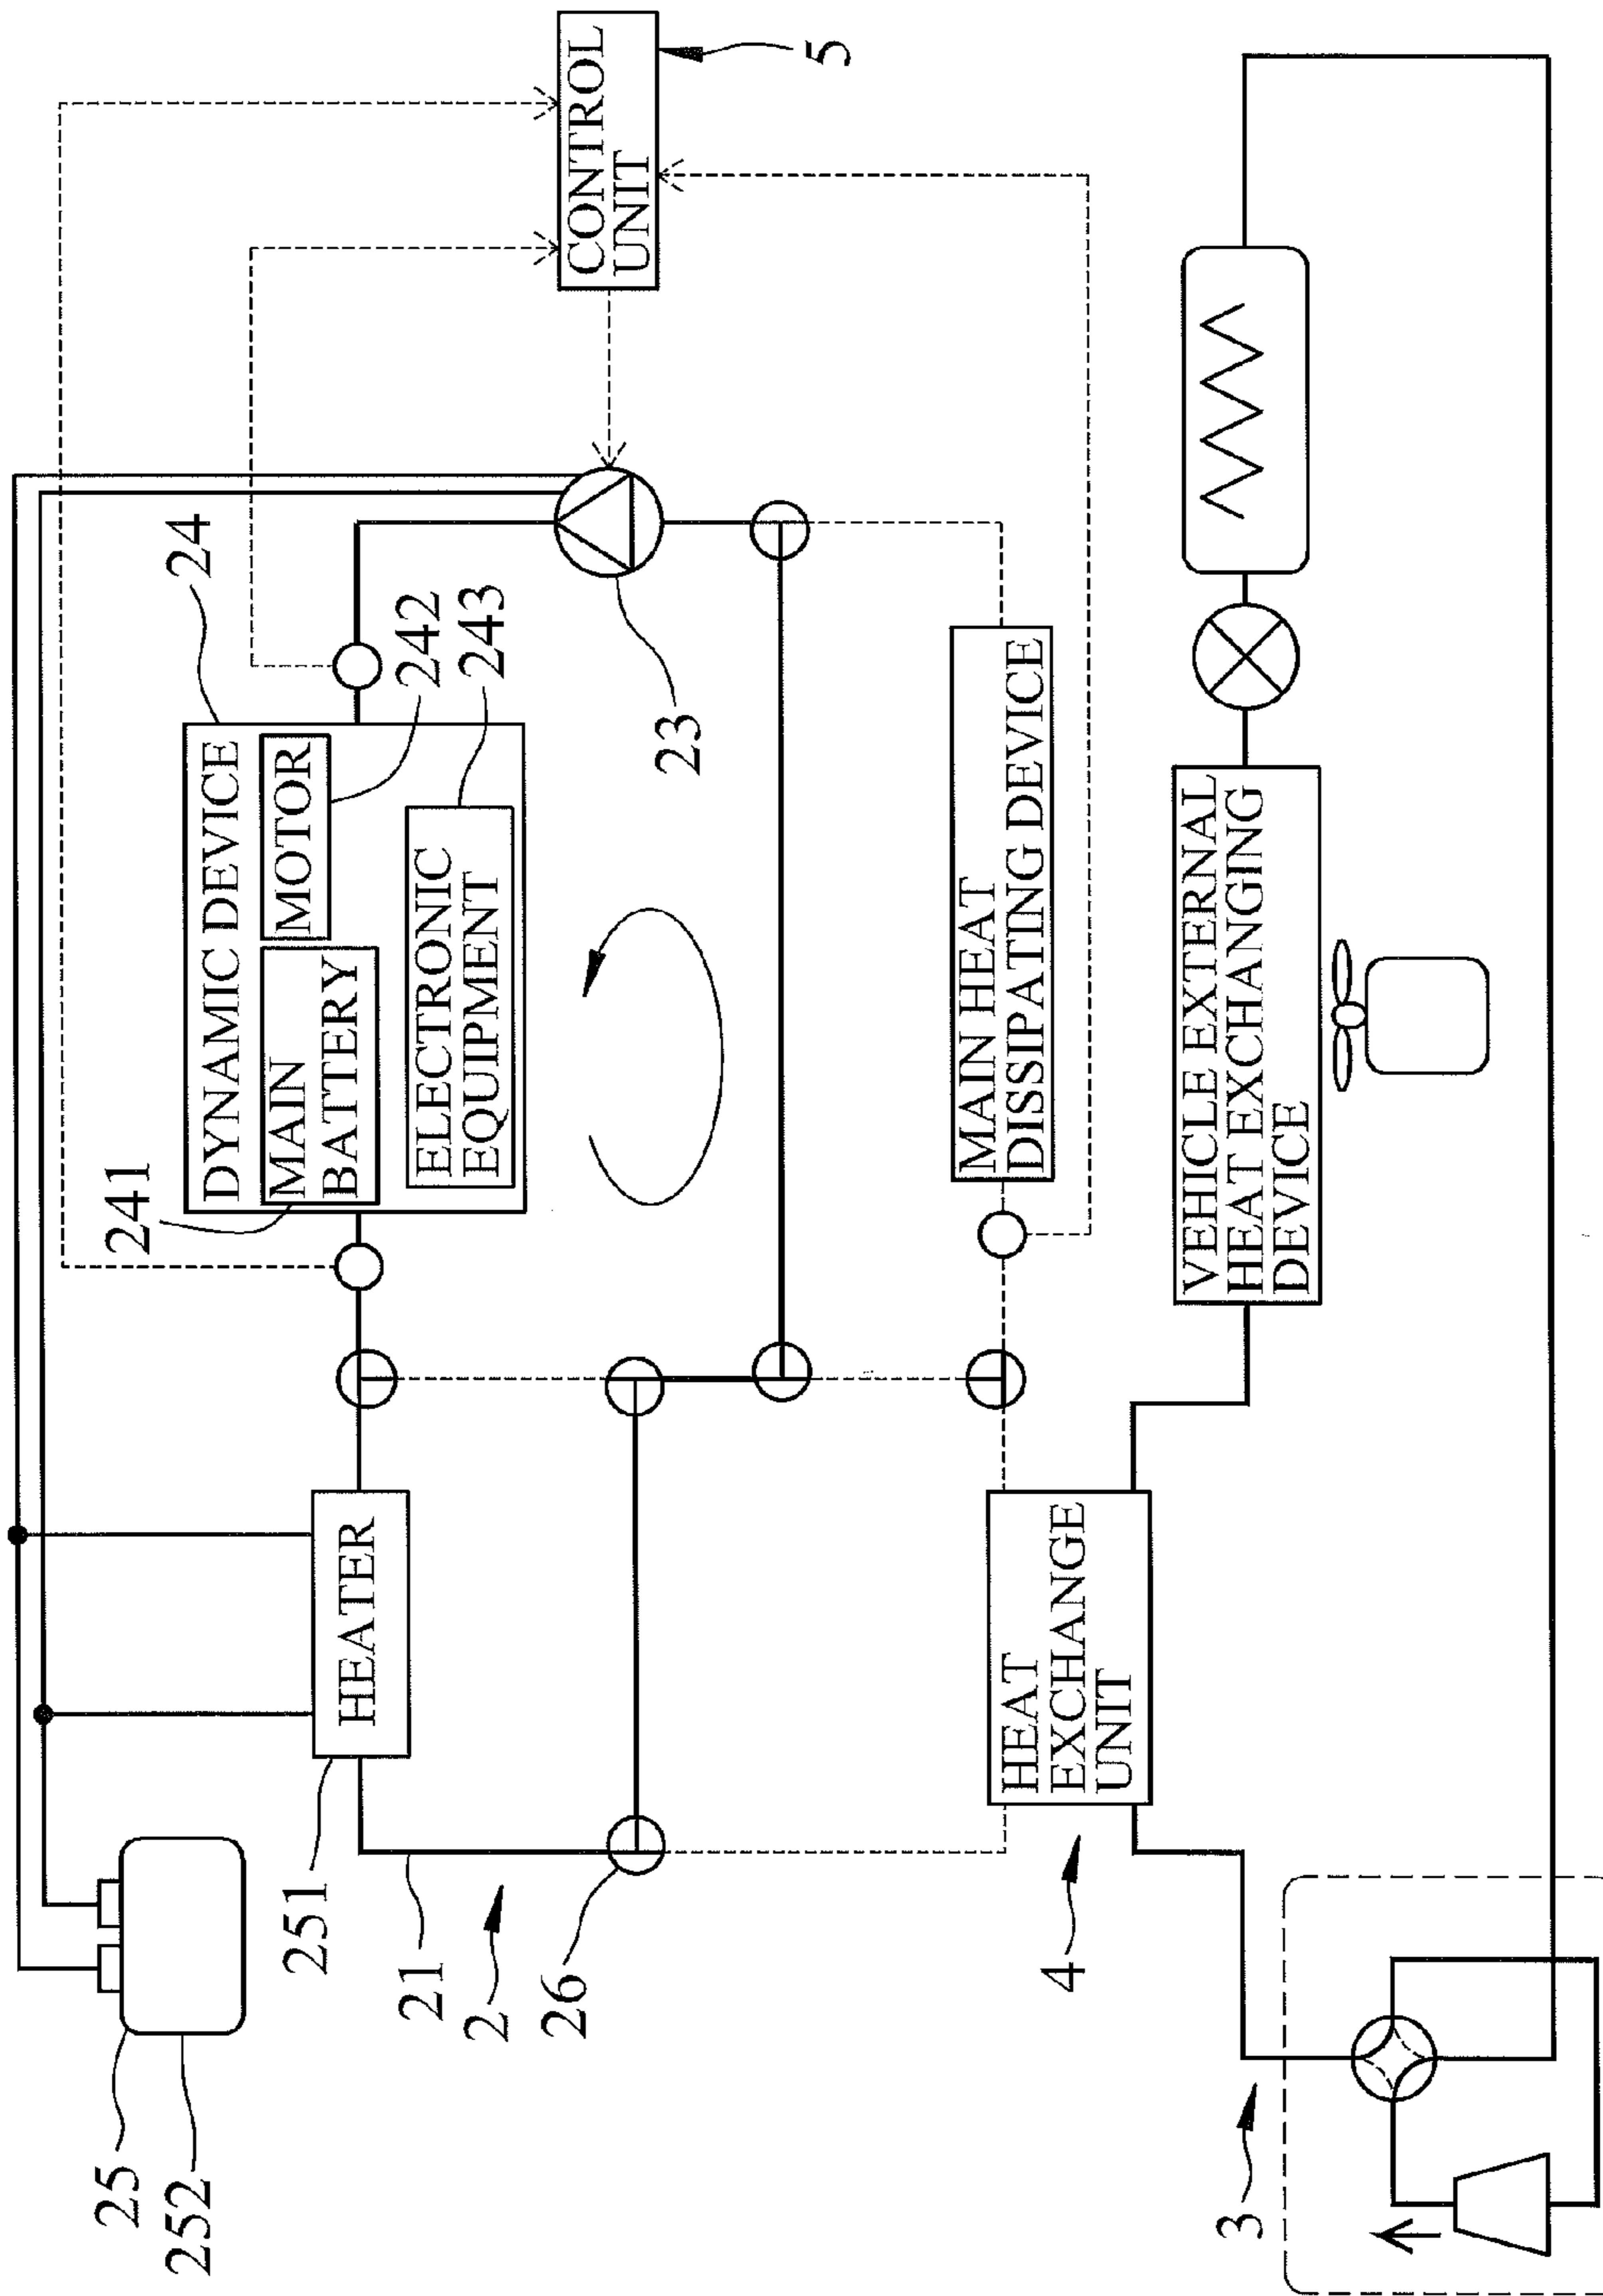 25
252
251
HEATER
21
2
26
241
DYNAMIC DEVICE
24
MAIN
BATTERY
MOTOR
242
ELECTRONIC
EQUIPMENT
243
23
CONTROL
UNIT
5
HEAT
EXCHANGE
UNIT
4
MAIN HEAT
DISSIPATING DEVICE
VEHICLE EXTERNAL
HEAT EXCHANGING
DEVICE
3